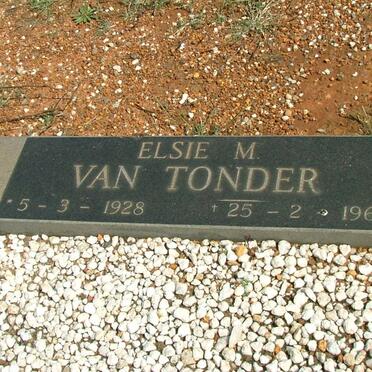 ELSIE M.
VAN TONDER
* 5 - 3 - 1928 † 25 - 2 - 196